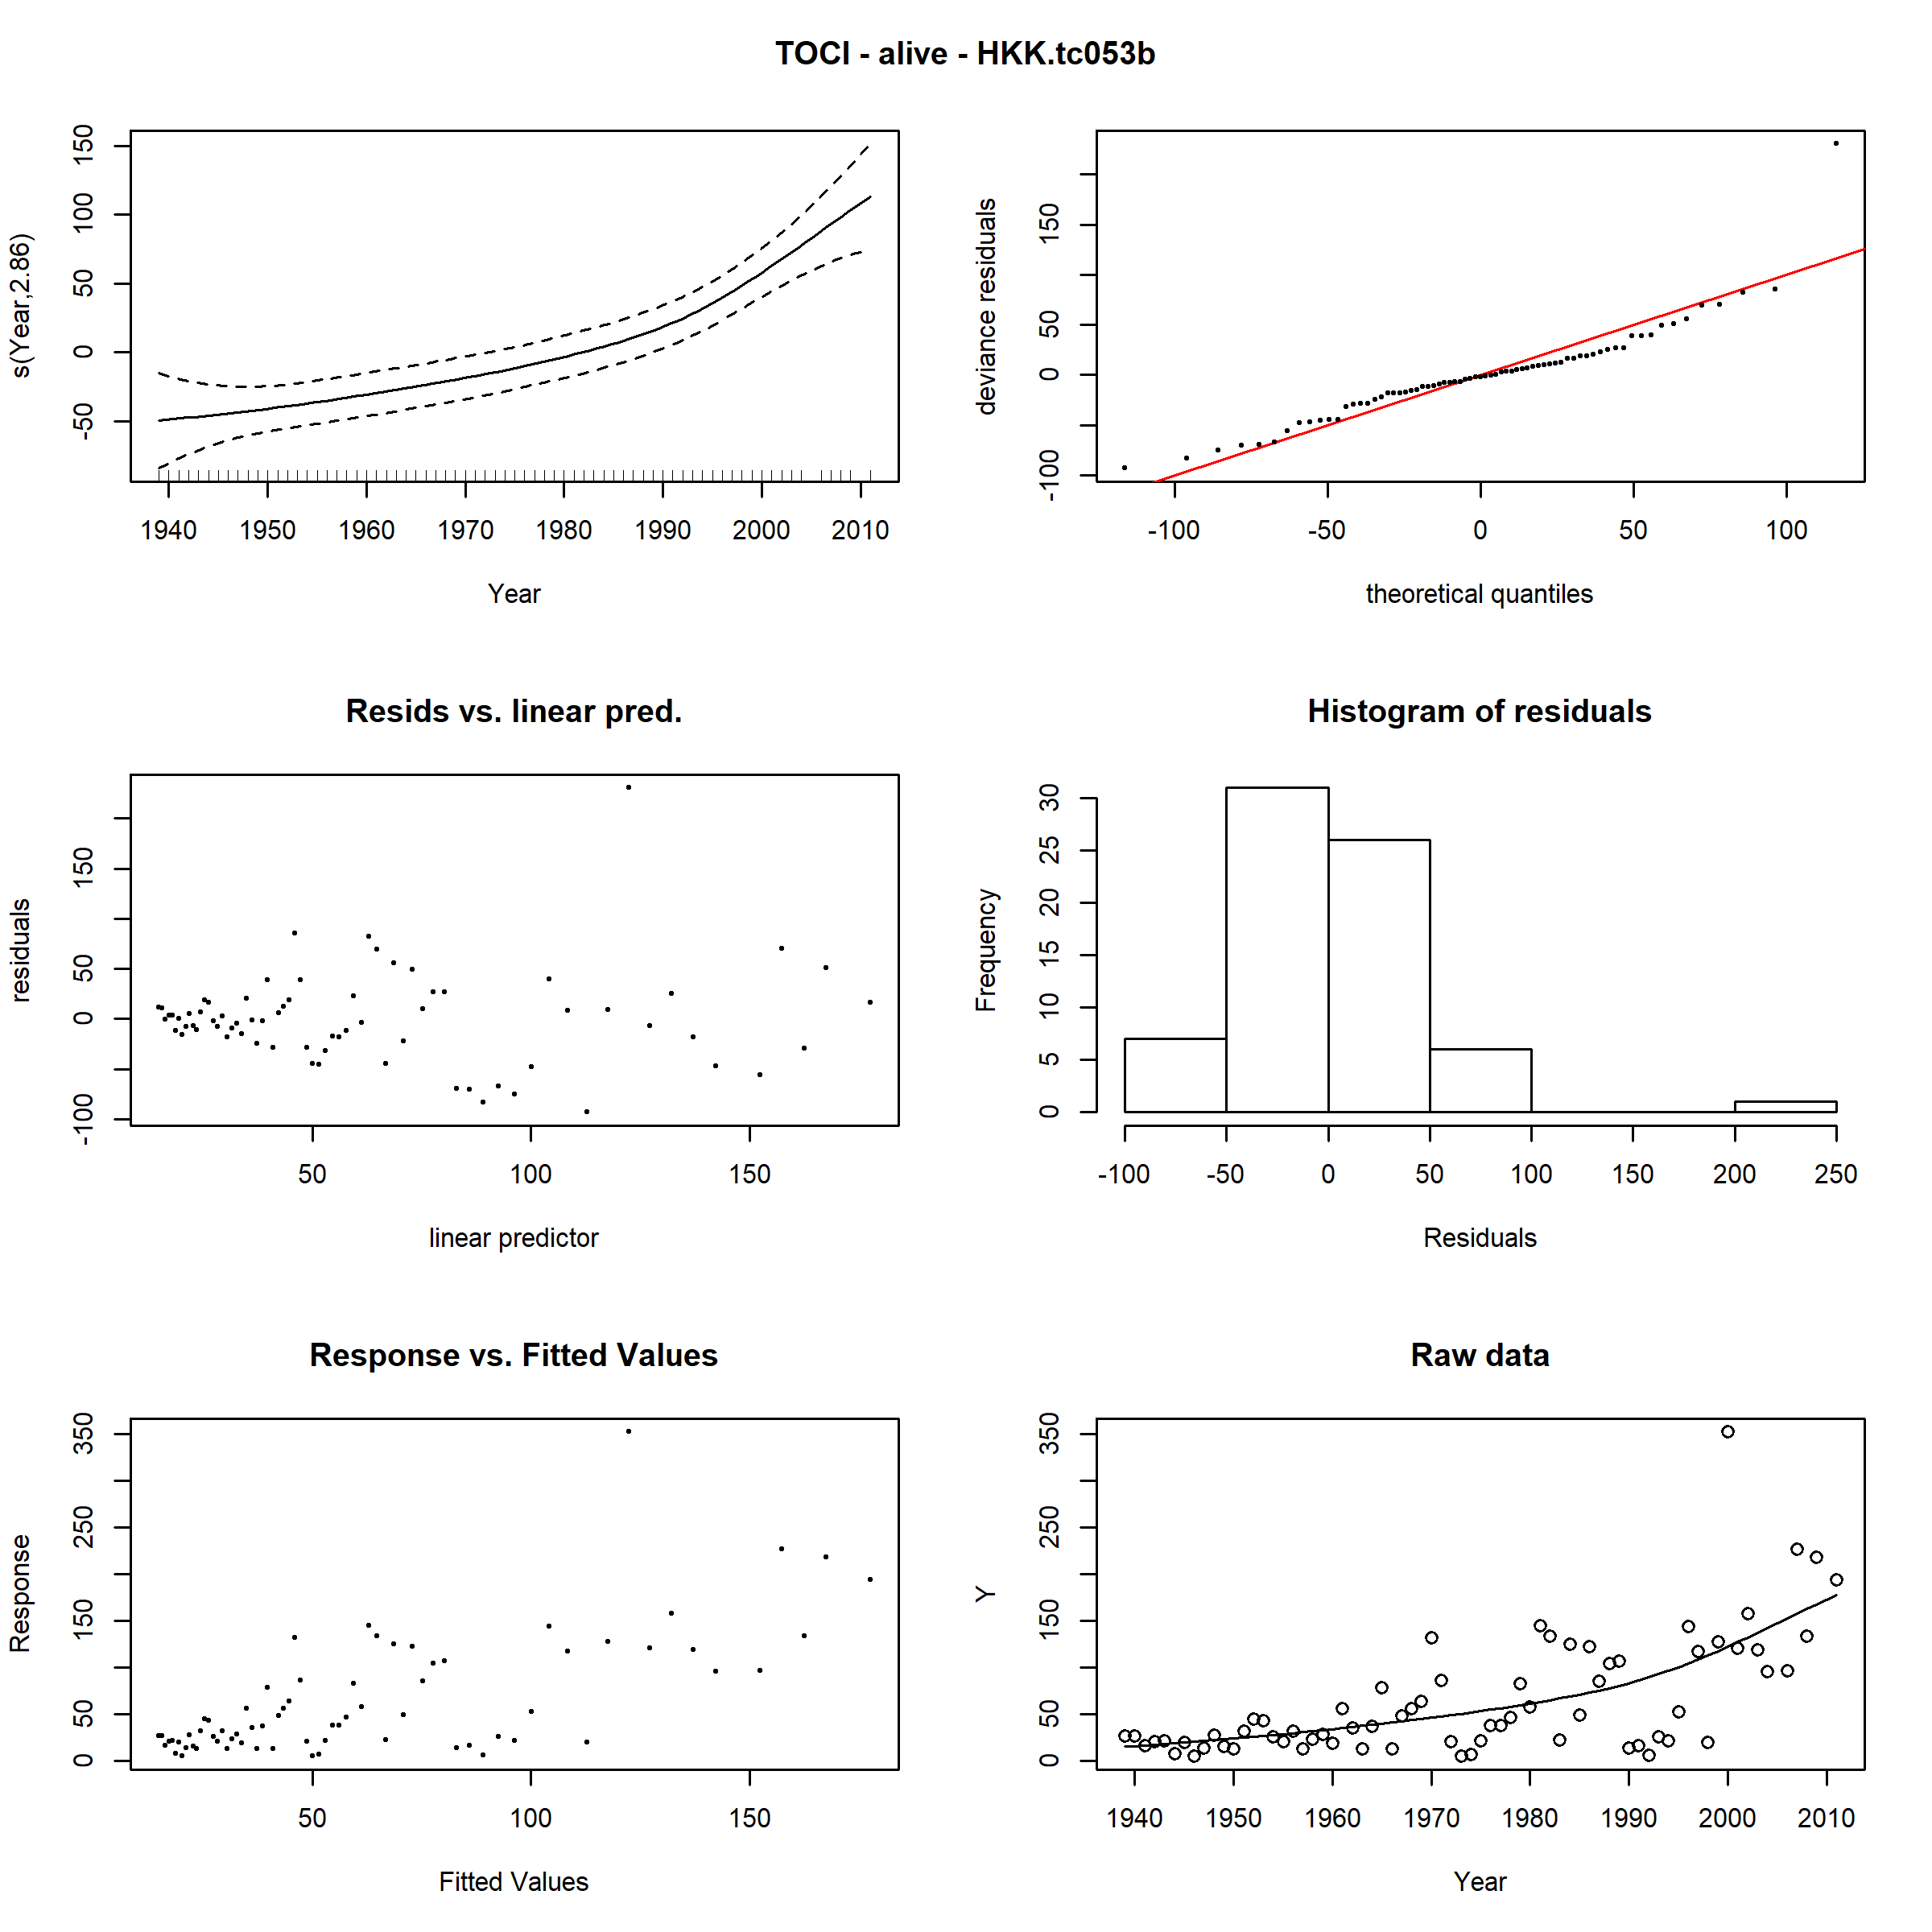 TOCI - alive - HKK.tc053b
s(Year,2.86)
150
100
50
0
-50
1940 1950 1960 1970 1980 1990 2000 2010
Year
deviance residuals
150
50
0
-100
-100 -50 0 50 100
theoretical quantiles
Resids vs. linear pred.
residuals
150
50
0
-100
50 100 150
linear predictor
Histogram of residuals
Frequency
30
25
20
15
10
5
0
-100 -50 0 50 100 150 200 250
Residuals
Response vs. Fitted Values
Response
350
250
150
50
0
50 100 150
Fitted Values
Raw data
Y
350
250
150
50
0
1940 1950 1960 1970 1980 1990 2000 2010
Year